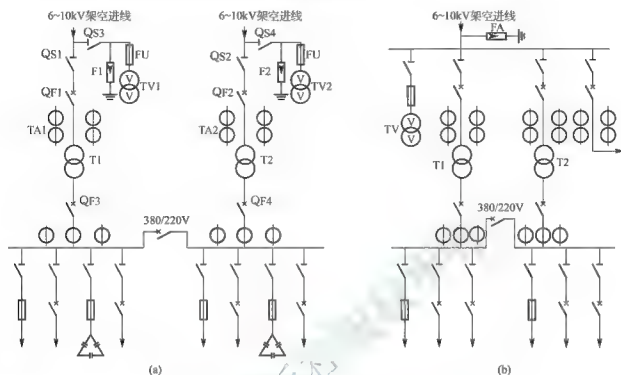 6~10kV架空进线
6~10kV架空进线
6~10kV架空进线
QS3
QS4
FA
QS1
FU
QS2
FU
F1
F2
TV1
TV2
QF1
QF2
TA1
TA2
TV
T1
T2
T1
T2
QF3
QF4
380/220V
380/220V
(a)
(b)
V
V
V
V
V
V